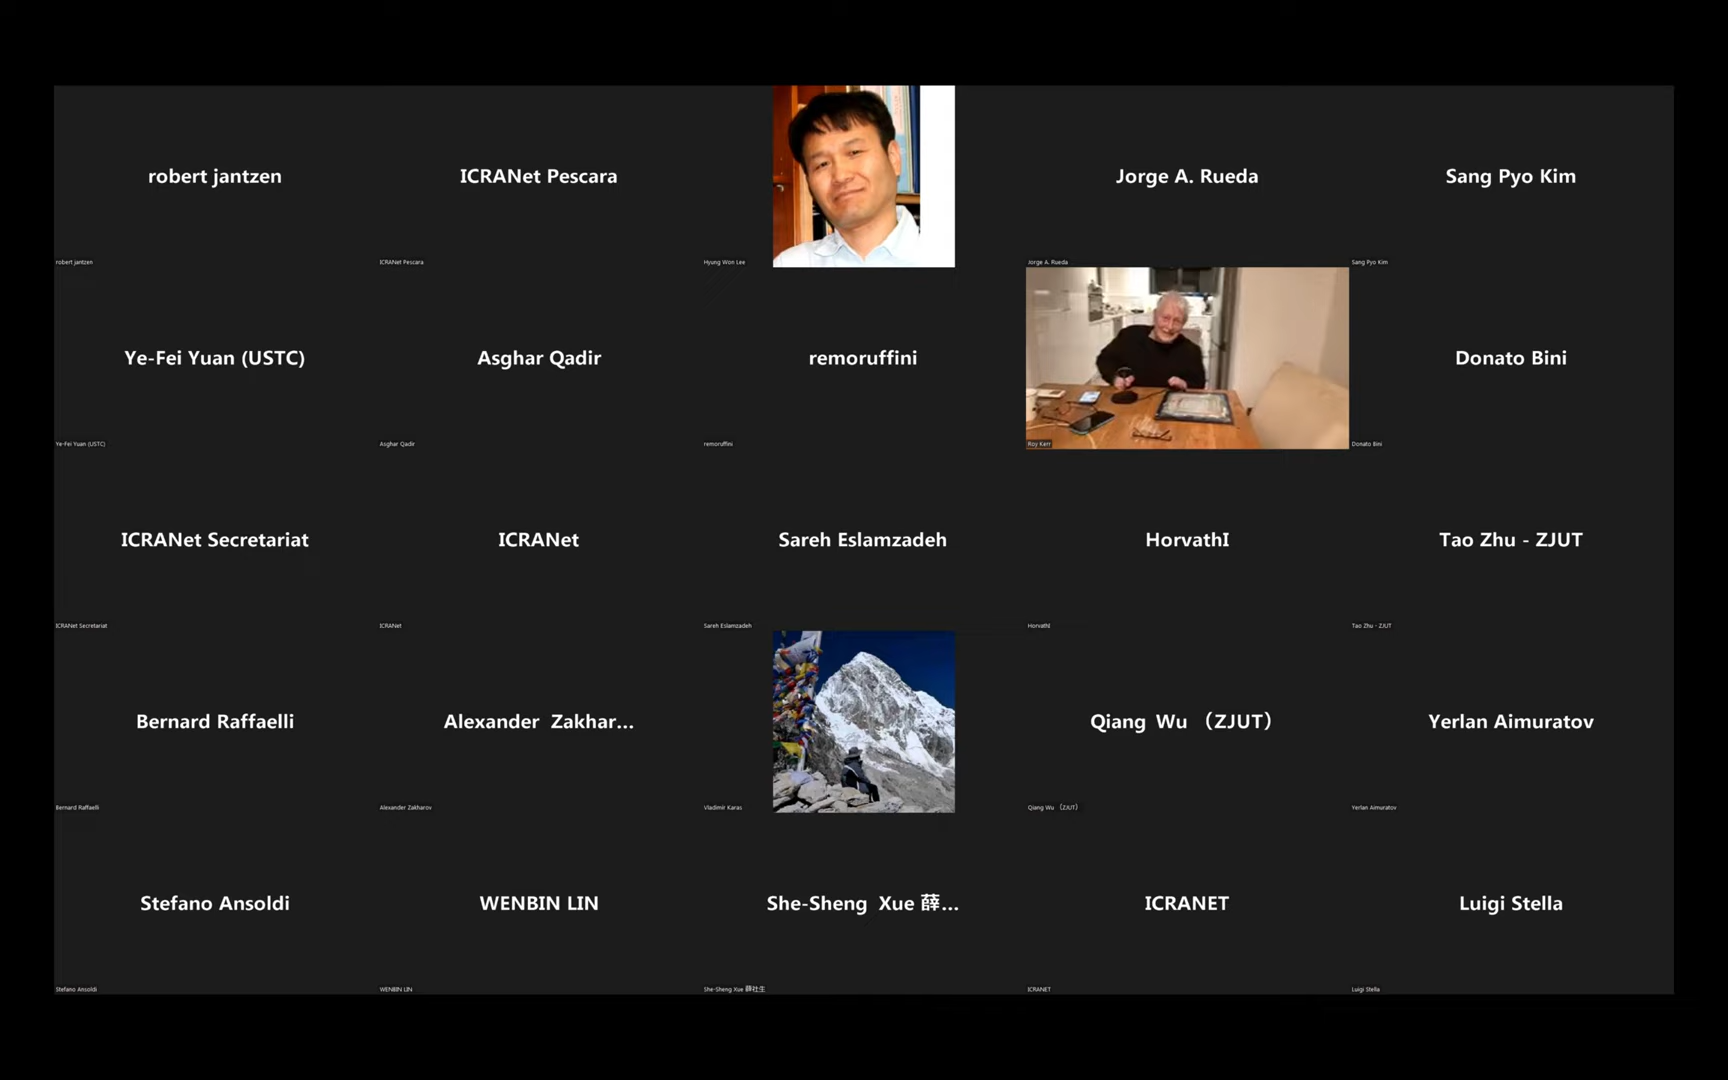 robert jantzen
ICRANet Pescara
Jorge A. Rueda
Sang Pyo Kim
robert jantzen
ICRANet Pescara
Hyung Won Lee
Jorge A. Rueda
Sang Pyo Kim
Ye-Fei Yuan (USTC)
Asghar Qadir
remoruffini
Donato Bini
Ye-Fei Yuan (USTC)
Asghar Qadir
remoruffini
Roy Kerr
Donato Bini
ICRANet Secretariat
ICRANet
Sareh Eslamzadeh
HorvathI
Tao Zhu - ZJUT
ICRANet Secretariat
ICRANet
Sareh Eslamzadeh
HorvathI
Tao Zhu - ZJUT
Bernard Raffaelli
Alexander Zakhar...
Qiang Wu （ZJUT）
Yerlan Aimuratov
Bernard Raffaelli
Alexander Zakharov
Vladimir Karas
Qiang Wu （ZJUT）
Yerlan Aimuratov
Stefano Ansoldi
WENBIN LIN
She-Sheng Xue 薛...
ICRANET
Luigi Stella
Stefano Ansoldi
WENBIN LIN
She-Sheng Xue 薛社生
ICRANET
Luigi Stella